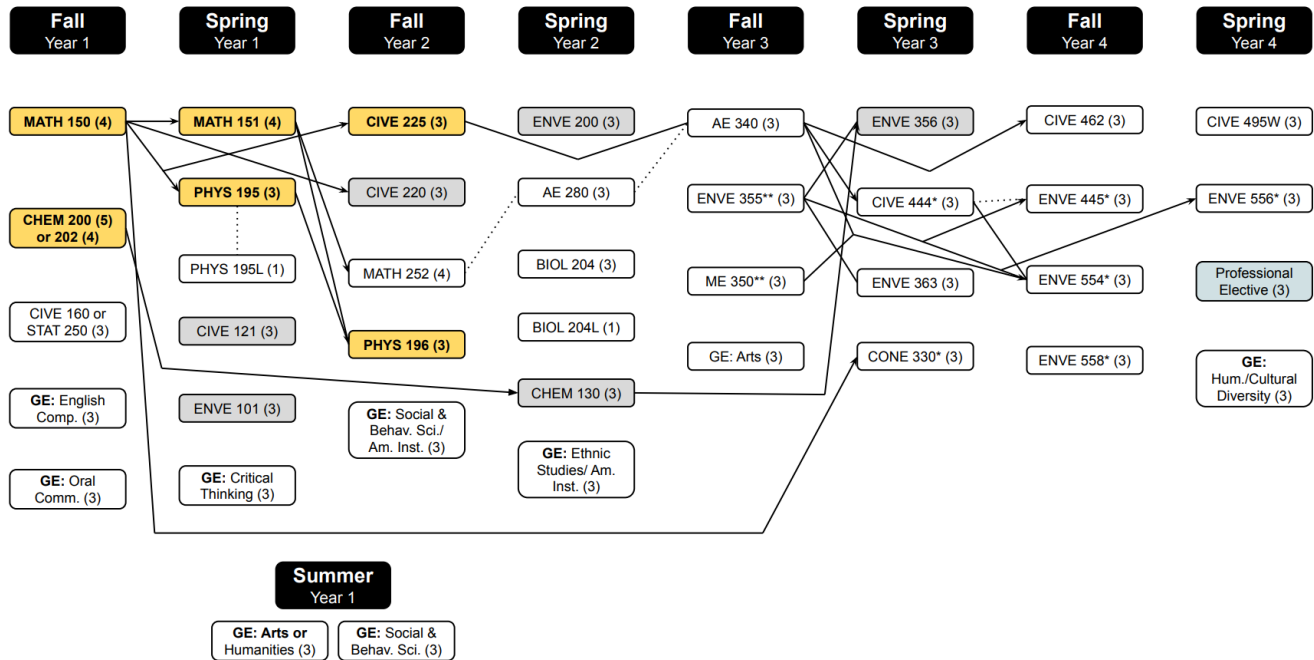 Fall
Year 1
Spring
Year 1
Fall
Year 2
Spring
Year 2
Fall
Year 3
Spring
Year 3
Fall
Year 4
Spring
Year 4
MATH 150 (4)
MATH 151 (4)
CIVE 225 (3)
ENVE 200 (3)
AE 340 (3)
ENVE 356 (3)
CIVE 462 (3)
CIVE 495W (3)
PHYS 195 (3)
CIVE 220 (3)
AE 280 (3)
ENVE 355** (3)
CIVE 444* (3)
ENVE 445* (3)
ENVE 556* (3)
CHEM 200 (5)
or 202 (4)
PHYS 195L (1)
MATH 252 (4)
BIOL 204 (3)
ME 350** (3)
ENVE 363 (3)
ENVE 554* (3)
Professional
Elective (3)
CIVE 160 or
STAT 250 (3)
CIVE 121 (3)
PHYS 196 (3)
BIOL 204L (1)
GE: Arts (3)
CONE 330* (3)
ENVE 558* (3)
GE:
Hum./Cultural
Diversity (3)
GE: English
Comp. (3)
ENVE 101 (3)
GE: Social &
Behav. Sci./
Am. Inst. (3)
CHEM 130 (3)
GE: Oral
Comm. (3)
GE: Critical
Thinking (3)
GE: Ethnic
Studies/ Am.
Inst. (3)
Summer
Year 1
GE: Arts or
Humanities (3)
GE: Social &
Behav. Sci. (3)